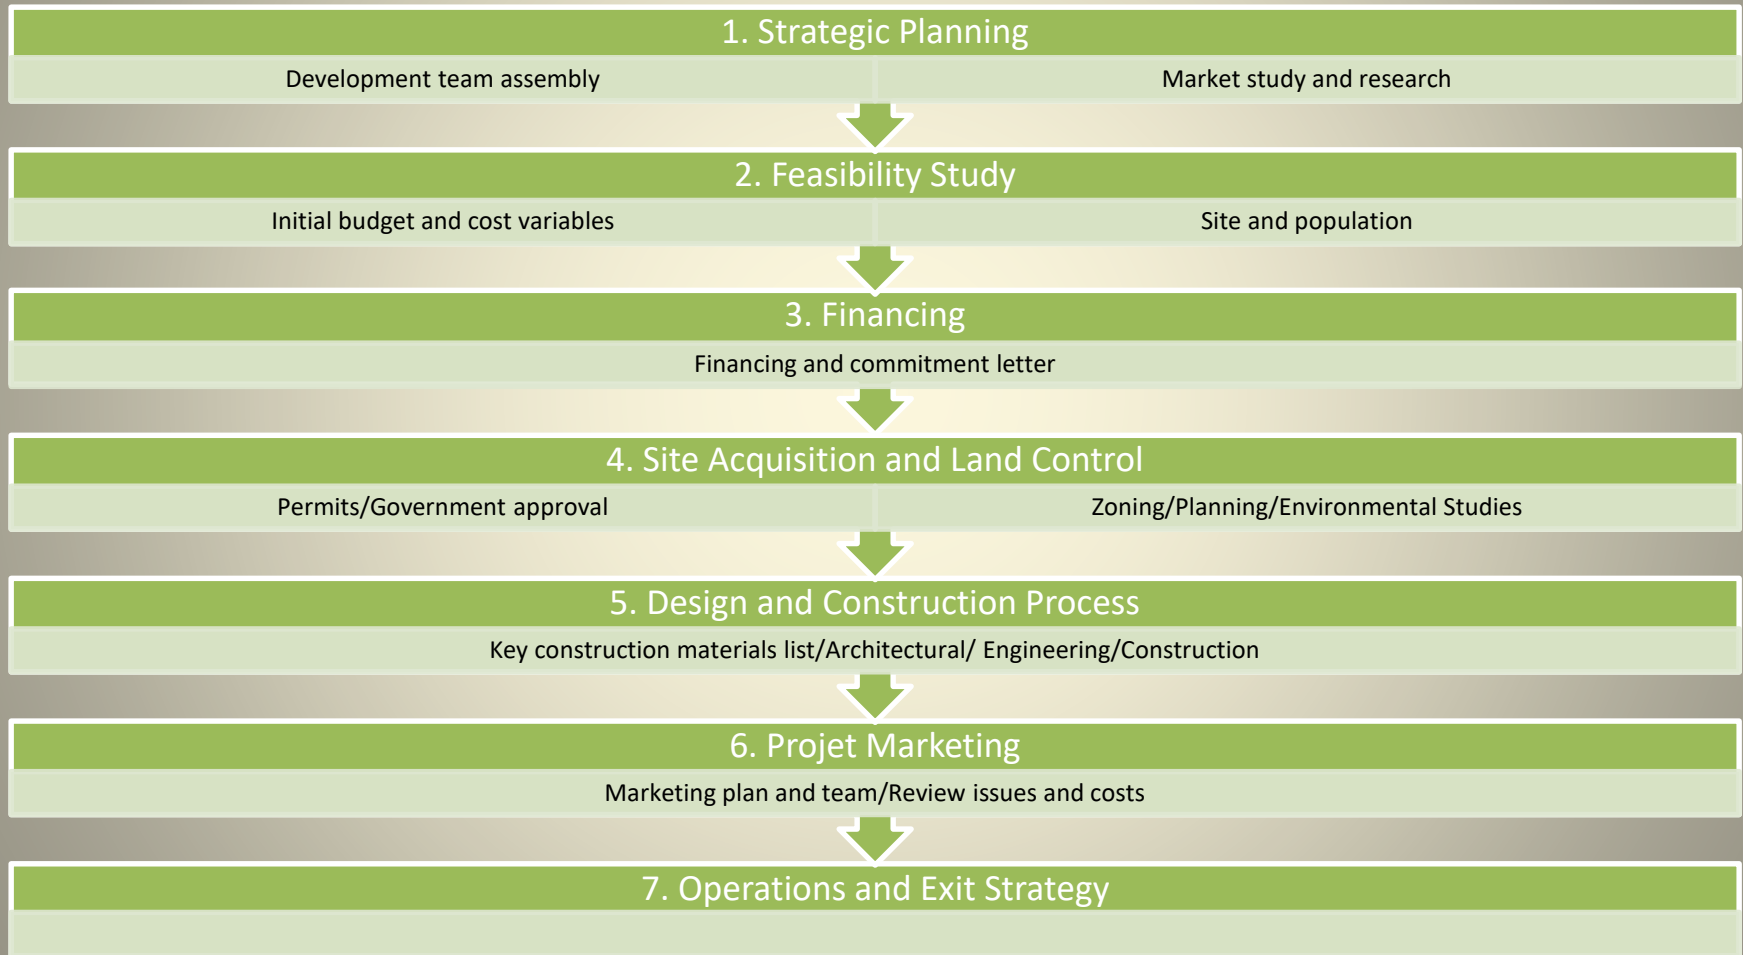 1. Strategic Planning
Development team assembly
Market study and research
2. Feasibility Study
Initial budget and cost variables
Site and population
3. Financing
Financing and commitment letter
4. Site Acquisition and Land Control
Permits/Government approval
Zoning/Planning/Environmental Studies
5. Design and Construction Process
Key construction materials list/Architectural/ Engineering/Construction
6. Projet Marketing
Marketing plan and team/Review issues and costs
7. Operations and Exit Strategy